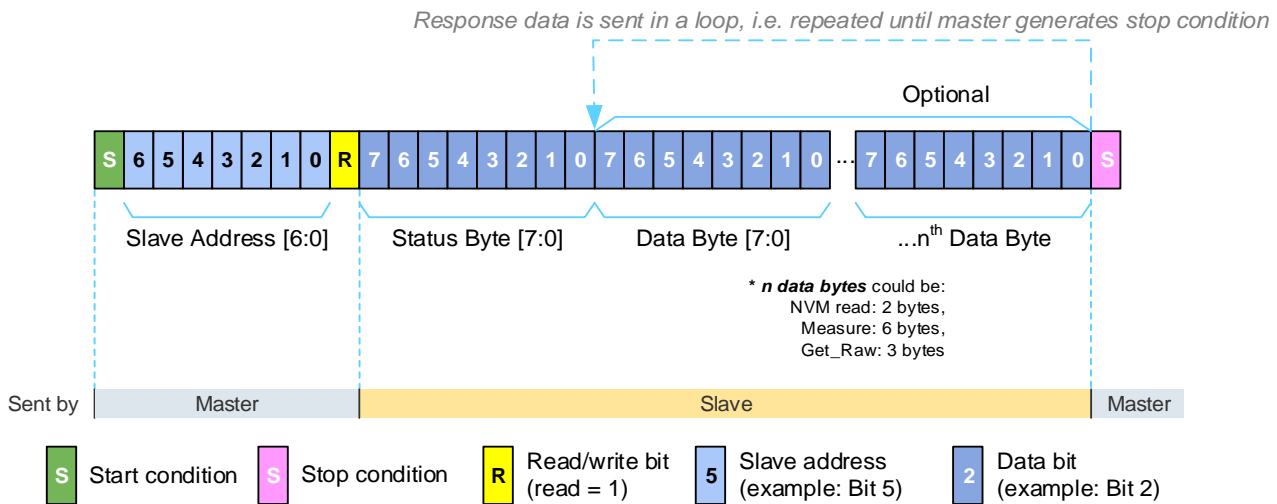 Response data is sent in a loop, i.e. repeated until master generates stop condition
Optional
S 6 5 4 3 2 1 0 R 7 6 5 4 3 2 1 0 7 6 5 4 3 2 1 0 ... 7 6 5 4 3 2 1 0 S
Slave Address [6:0] Status Byte [7:0] Data Byte [7:0] ...nth Data Byte
* n data bytes could be:
NVM read: 2 bytes,
Measure: 6 bytes,
Get_Raw: 3 bytes
Sent by Master Slave Master
S Start condition S Stop condition R Read/write bit 5 Slave address 2 Data bit
(read = 1) (example: Bit 5) (example: Bit 2)